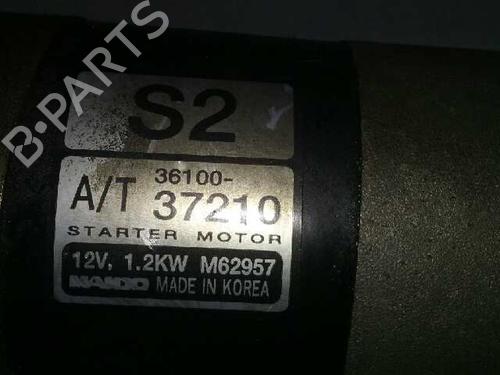 B-PARTS
S2
A/T 36100-
37210
STARTER MOTOR
12V, 1.2KW M62957
MANDO MADE IN KOREA